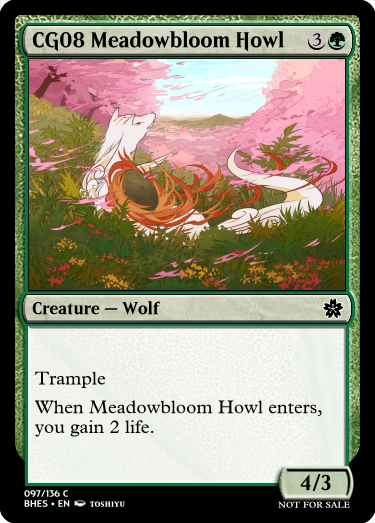 CG08 Meadowbloom Howl 3
Creature — Wolf
Trample
When Meadowbloom Howl enters,
you gain 2 life.
4/3
097/136 C
BHES • EN TOSHIYU
NOT FOR SALE